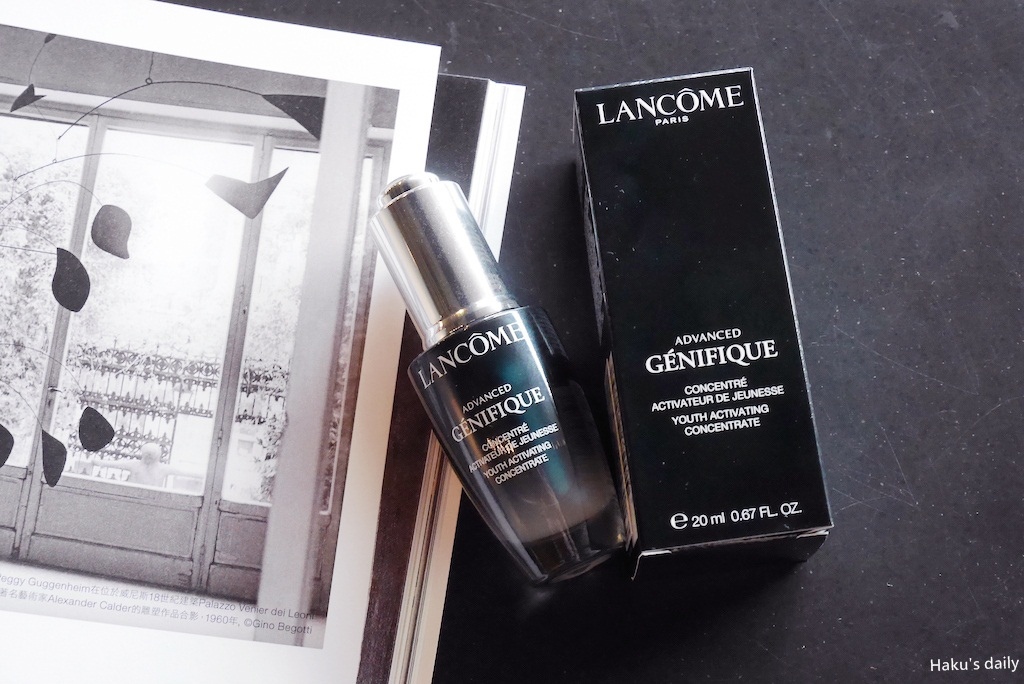 LANCÔME
PARIS
ADVANCED
GÉNIFIQUE
CONCENTRÉ
ACTIVATEUR DE JEUNESSE
YOUTH ACTIVATING
CONCENTRATE
e 20 ml 0.67 FL. OZ.
LANCÔME
ADVANCED
GÉNIFIQUE
CONCENTRÉ
ACTIVATEUR DE JEUNESSE
YOUTH ACTIVATING
CONCENTRATE
Peggy Guggenheim在位於威尼斯18世紀建築Palazzo Venier dei Leoni
著名藝術家Alexander Calder的雕塑作品合影,1960年, ©Gino Begotti
Haku's daily